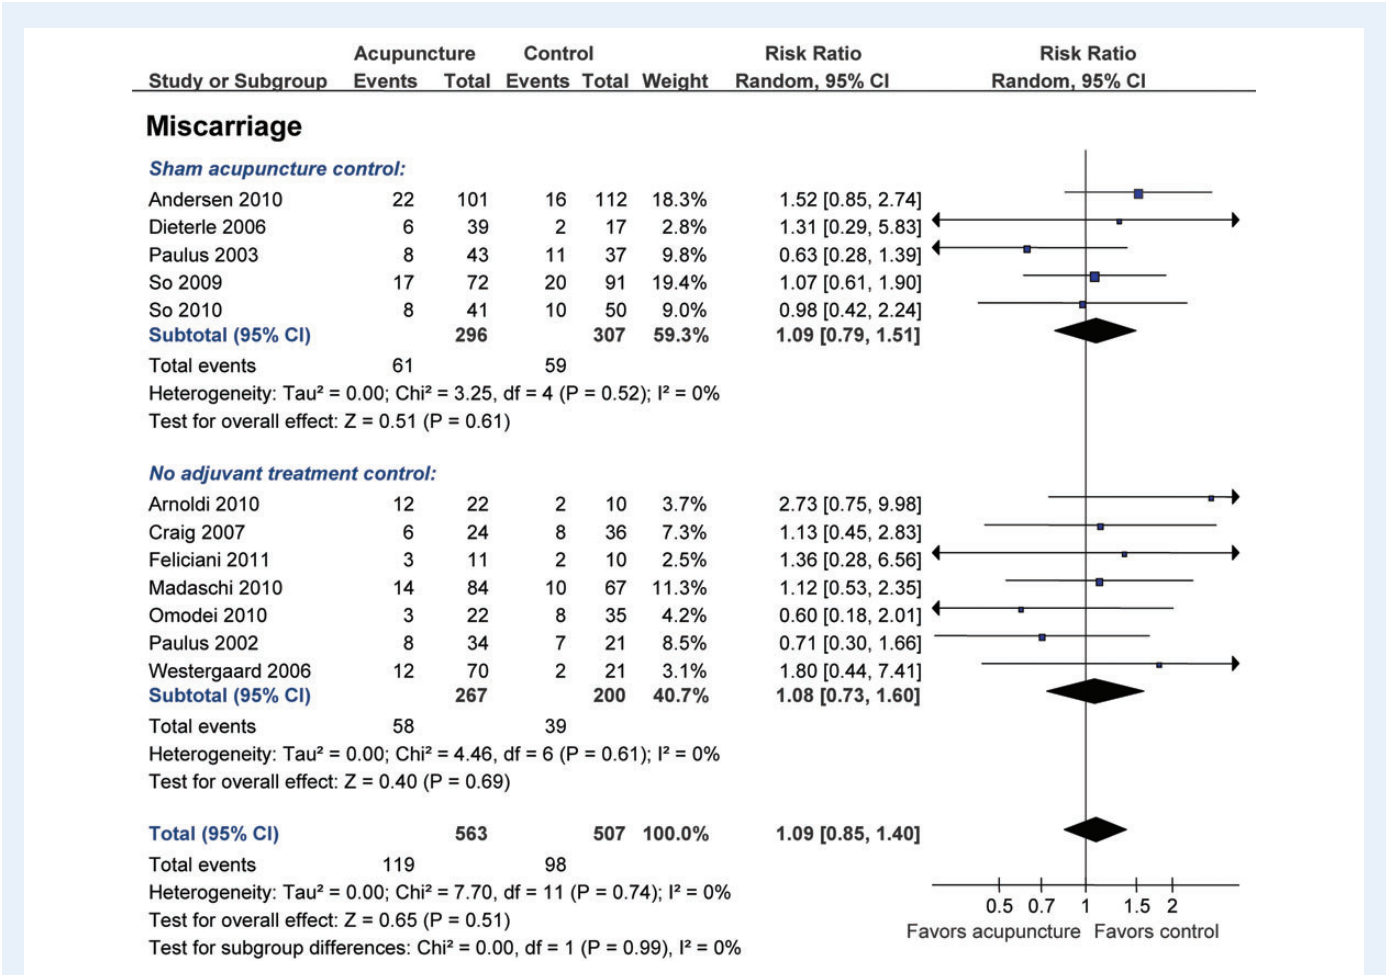 Acupuncture Control Risk Ratio Risk Ratio
Study or Subgroup Events Total Events Total Weight Random, 95% CI Random, 95% CI
Miscarriage
Sham acupuncture control:
Andersen 2010 22 101 16 112 18.3% 1.52 [0.85, 2.74]
Dieterle 2006 6 39 2 17 2.8% 1.31 [0.29, 5.83]
Paulus 2003 8 43 11 37 9.8% 0.63 [0.28, 1.39]
So 2009 17 72 20 91 19.4% 1.07 [0.61, 1.90]
So 2010 8 41 10 50 9.0% 0.98 [0.42, 2.24]
Subtotal (95% CI) 296 307 59.3% 1.09 [0.79, 1.51]
Total events 61 59
Heterogeneity: Tau² = 0.00; Chi² = 3.25, df = 4 (P = 0.52); I² = 0%
Test for overall effect: Z = 0.51 (P = 0.61)
No adjuvant treatment control:
Arnoldi 2010 12 22 2 10 3.7% 2.73 [0.75, 9.98]
Craig 2007 6 24 8 36 7.3% 1.13 [0.45, 2.83]
Feliciani 2011 3 11 2 10 2.5% 1.36 [0.28, 6.56]
Madaschi 2010 14 84 10 67 11.3% 1.12 [0.53, 2.35]
Omodei 2010 3 22 8 35 4.2% 0.60 [0.18, 2.01]
Paulus 2002 8 34 7 21 8.5% 0.71 [0.30, 1.66]
Westergaard 2006 12 70 2 21 3.1% 1.80 [0.44, 7.41]
Subtotal (95% CI) 267 200 40.7% 1.08 [0.73, 1.60]
Total events 58 39
Heterogeneity: Tau² = 0.00; Chi² = 4.46, df = 6 (P = 0.61); I² = 0%
Test for overall effect: Z = 0.40 (P = 0.69)
Total (95% CI) 563 507 100.0% 1.09 [0.85, 1.40]
Total events 119 98
Heterogeneity: Tau² = 0.00; Chi² = 7.70, df = 11 (P = 0.74); I² = 0%
Test for overall effect: Z = 0.65 (P = 0.51)
Test for subgroup differences: Chi² = 0.00, df = 1 (P = 0.99), I² = 0%
0.5 0.7 1 1.5 2
Favors acupuncture Favors control